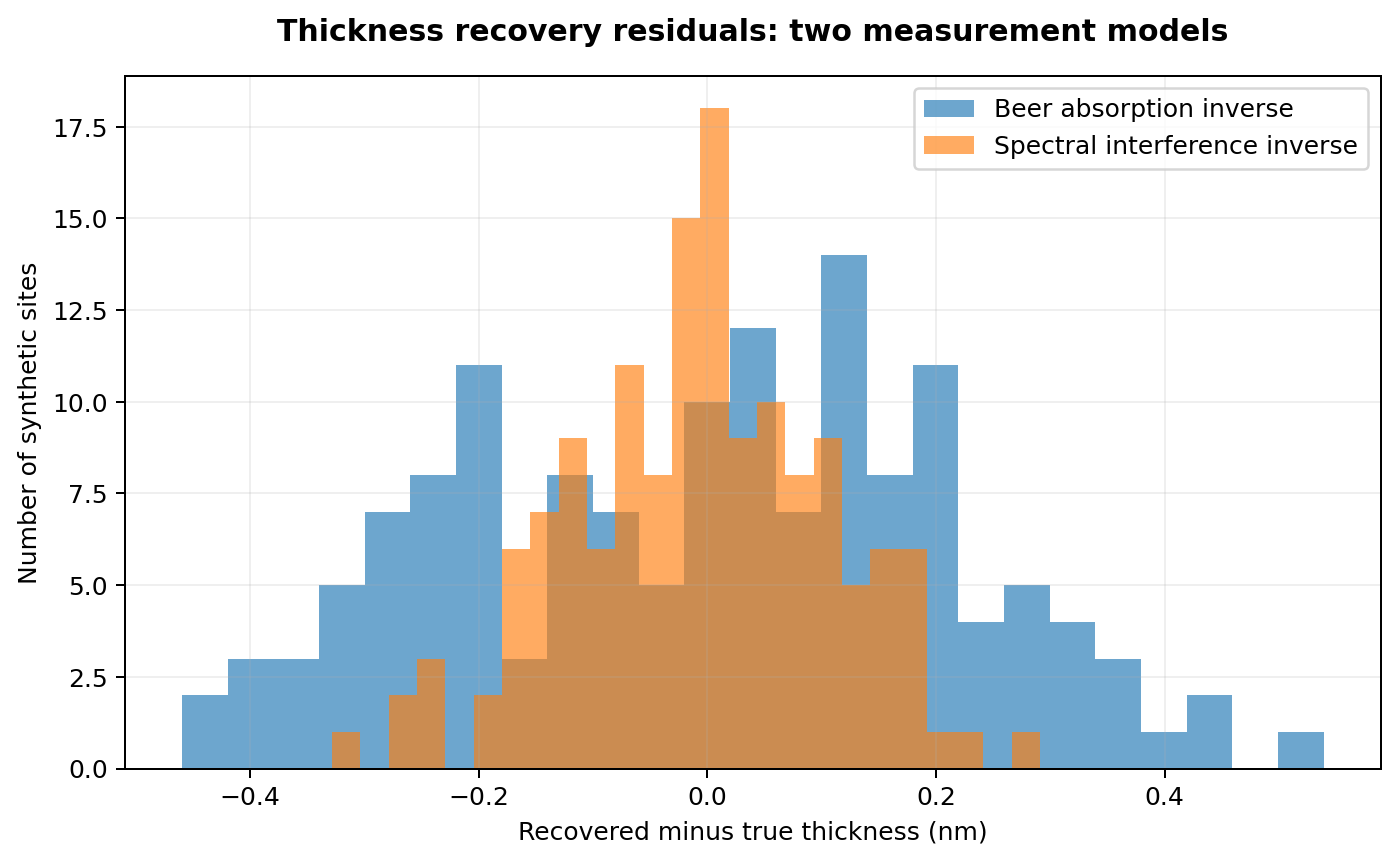 Thickness recovery residuals: two measurement models
Beer absorption inverse
Spectral interference inverse
Number of synthetic sites
17.5
15.0
12.5
10.0
7.5
5.0
2.5
0.0
−0.4
−0.2
0.0
0.2
0.4
Recovered minus true thickness (nm)